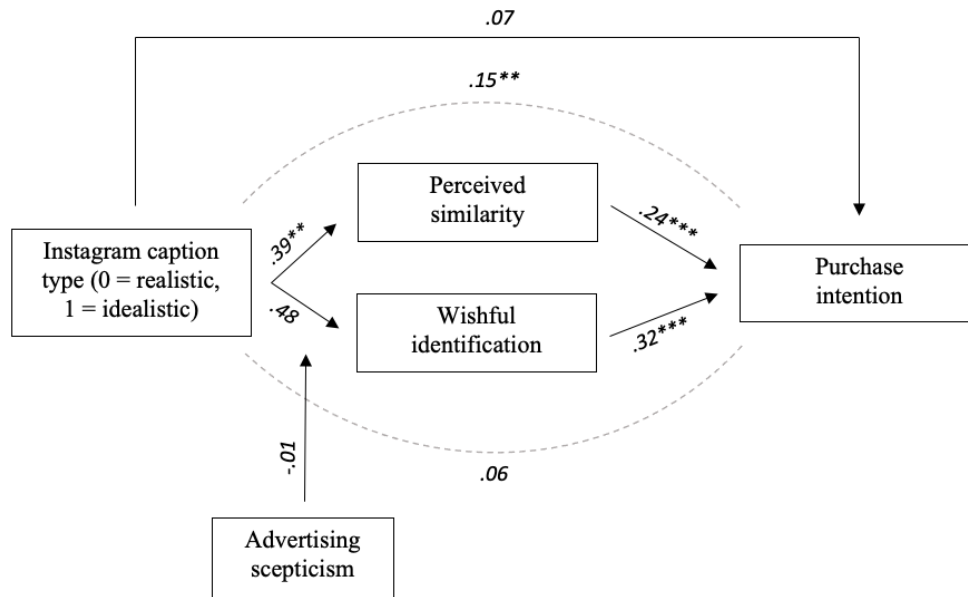 .07
.15**
Perceived
similarity
.39**
.24***
Instagram caption
type (0 = realistic,
1 = idealistic)
Purchase
intention
.48
Wishful
identification
.32***
-.01
.06
Advertising
scepticism